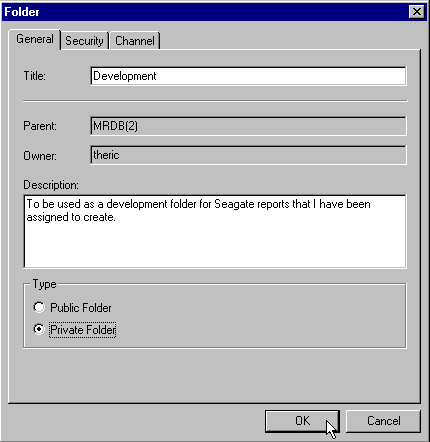 Folder
General Security Channel
Title: Development
Parent: MRDB(2)
Owner: theric
Description:
To be used as a development folder for Seagate reports that I have been
assigned to create.
Type
Public Folder
Private Folder
OK Cancel